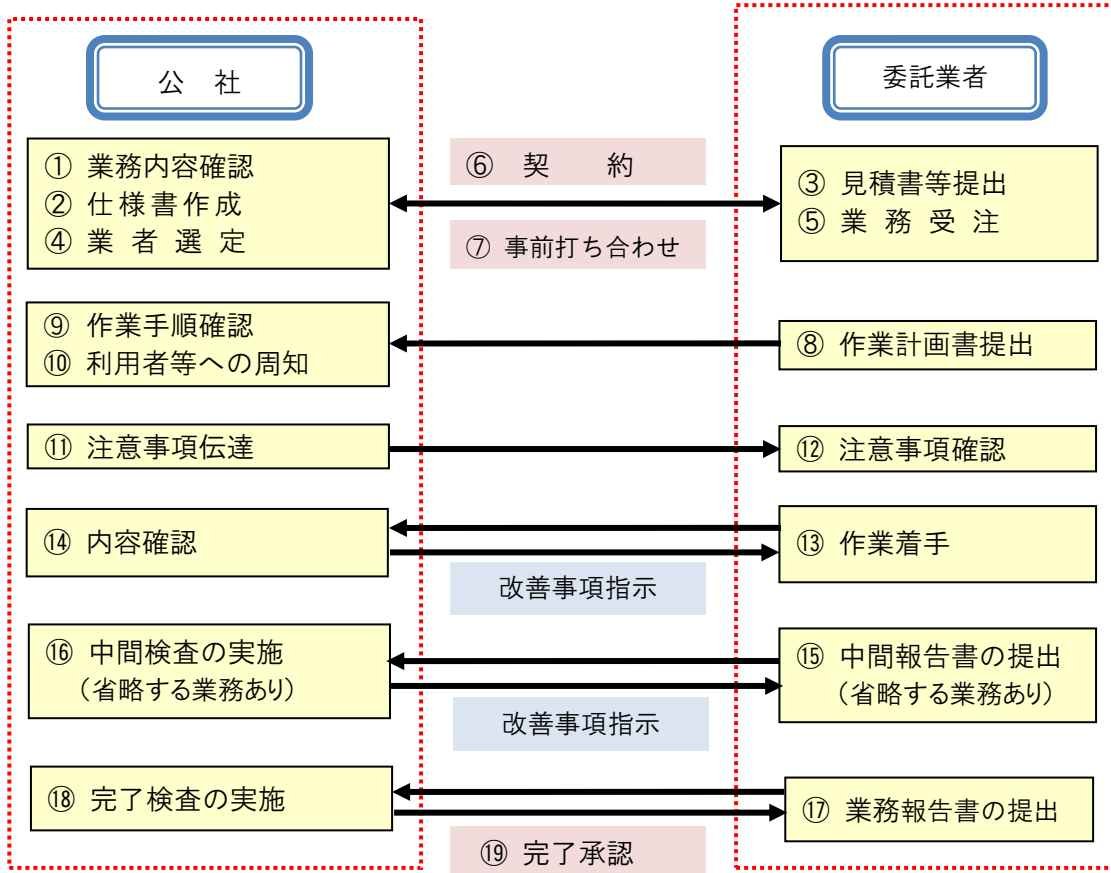 公 社
委託業者
① 業務内容確認
② 仕様書作成
④ 業 者 選 定
⑥ 契 約
⑦ 事前打ち合わせ
③ 見積書等提出
⑤ 業 務 受 注
⑨ 作業手順確認
⑩ 利用者等への周知
⑧ 作業計画書提出
⑪ 注意事項伝達
⑫ 注意事項確認
⑭ 内容確認
⑬ 作業着手
改善事項指示
⑯ 中間検査の実施
(省略する業務あり)
⑮ 中間報告書の提出
(省略する業務あり)
改善事項指示
⑱ 完了検査の実施
⑰ 業務報告書の提出
⑲ 完了承認